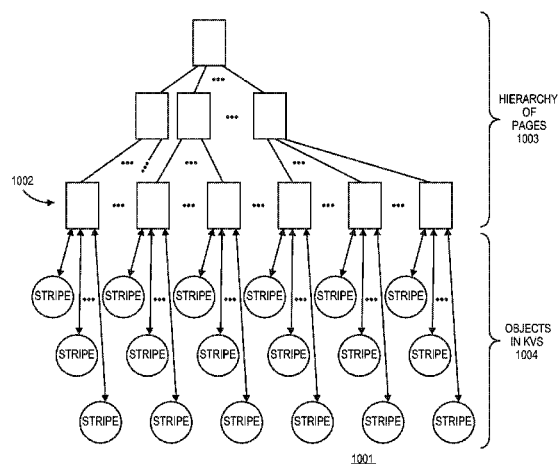 HIERARCHY
OF
PAGES
1003
1002
STRIPE STRIPE STRIPE STRIPE STRIPE STRIPE
STRIPE STRIPE STRIPE STRIPE STRIPE STRIPE
STRIPE STRIPE STRIPE STRIPE STRIPE STRIPE
OBJECTS
IN KVS
1004
1001